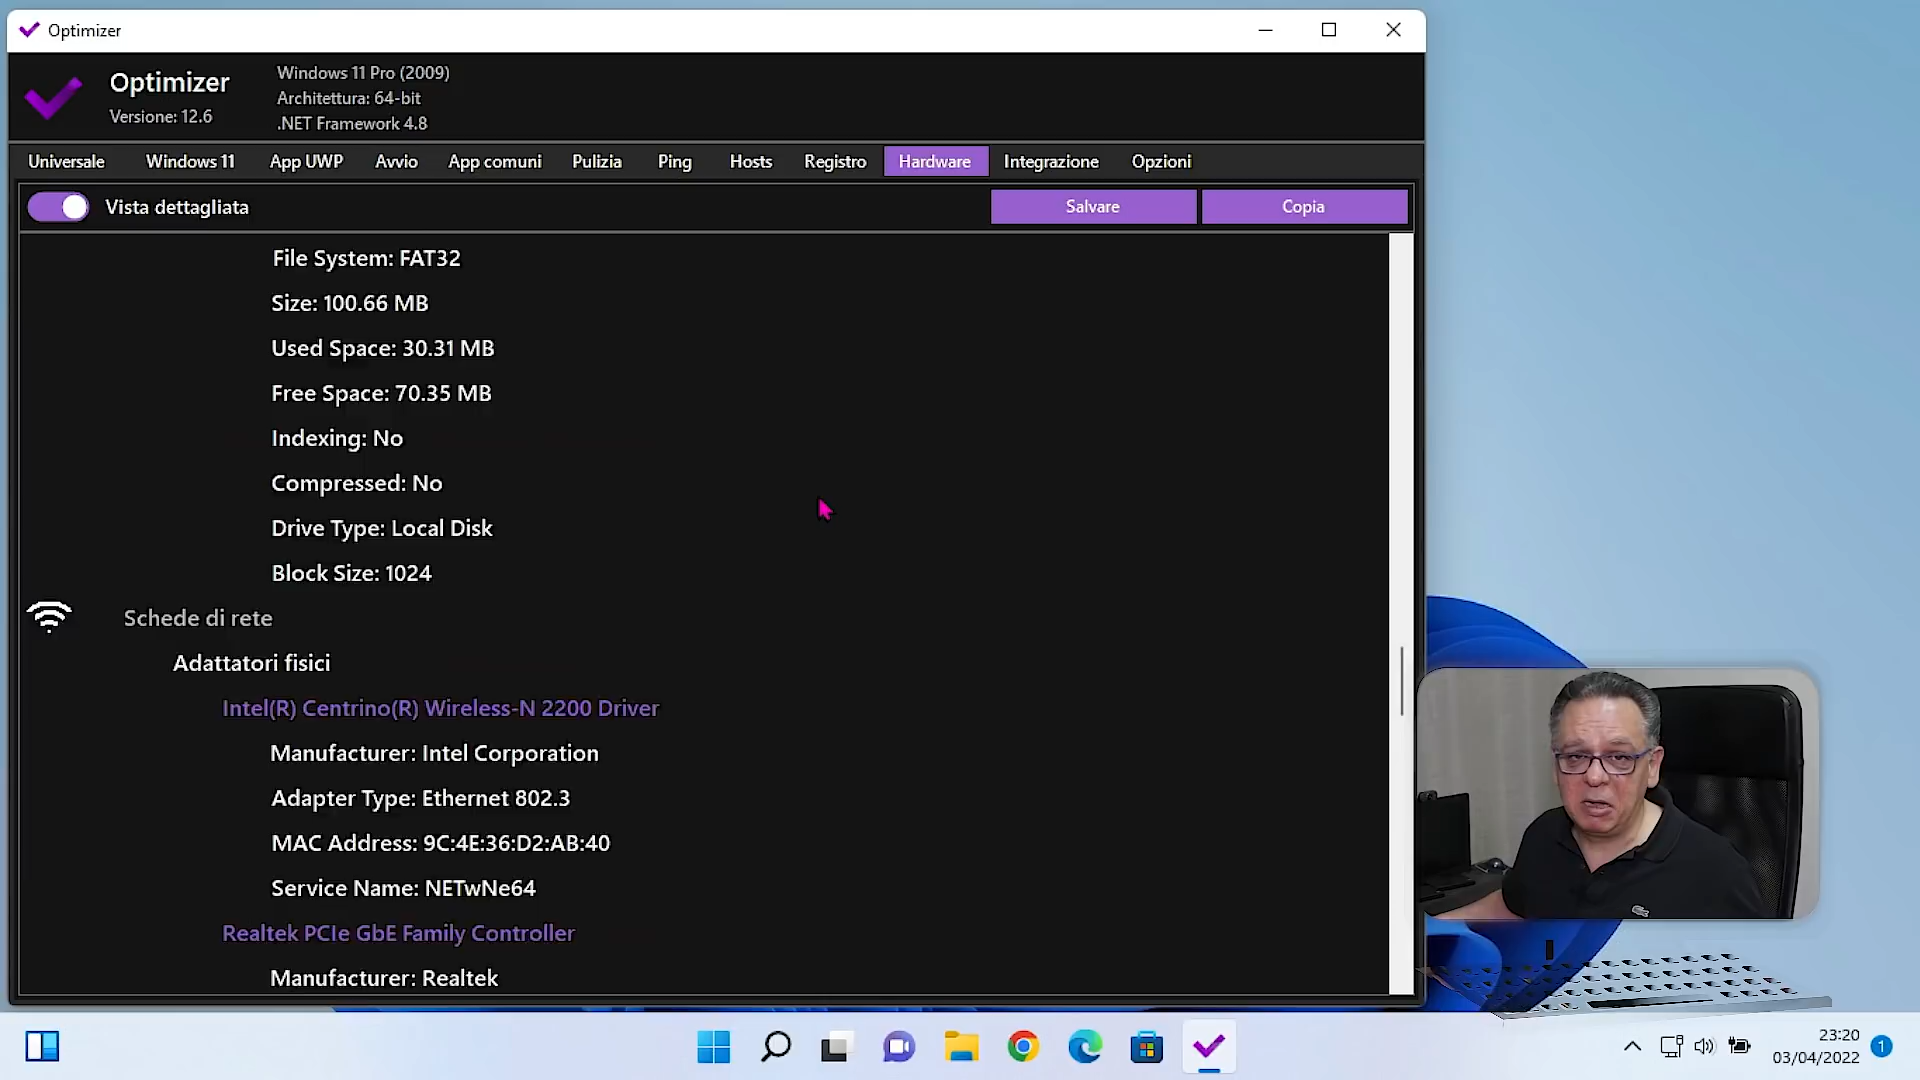 Optimizer
Optimizer
Versione: 12.6
Windows 11 Pro (2009)
Architettura: 64-bit
.NET Framework 4.8
Universale Windows 11 App UWP Avvio App comuni Pulizia Ping Hosts Registro Hardware Integrazione Opzioni
Vista dettagliata Salvare Copia
File System: FAT32
Size: 100.66 MB
Used Space: 30.31 MB
Free Space: 70.35 MB
Indexing: No
Compressed: No
Drive Type: Local Disk
Block Size: 1024
Schede di rete
Adattatori fisici
Intel(R) Centrino(R) Wireless-N 2200 Driver
Manufacturer: Intel Corporation
Adapter Type: Ethernet 802.3
MAC Address: 9C:4E:36:D2:AB:40
Service Name: NETwNe64
Realtek PCIe GbE Family Controller
Manufacturer: Realtek
23:20
03/04/2022
1